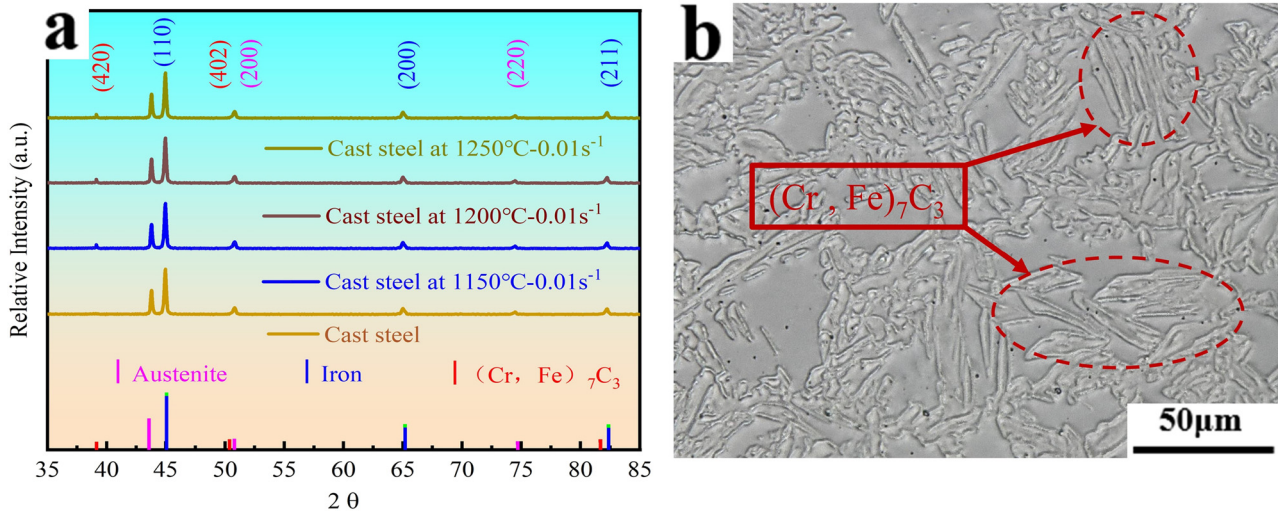 a
(420)
(110)
(402)
(200)
(200)
(220)
(211)
Relative Intensity (a.u.)
Cast steel at 1250℃-0.01s⁻¹
Cast steel at 1200℃-0.01s⁻¹
Cast steel at 1150℃-0.01s⁻¹
Cast steel
Austenite
Iron
（Cr，Fe）₇C₃
35 40 45 50 55 60 65 70 75 80 85
2 θ
b
(Cr , Fe)₇C₃
50μm